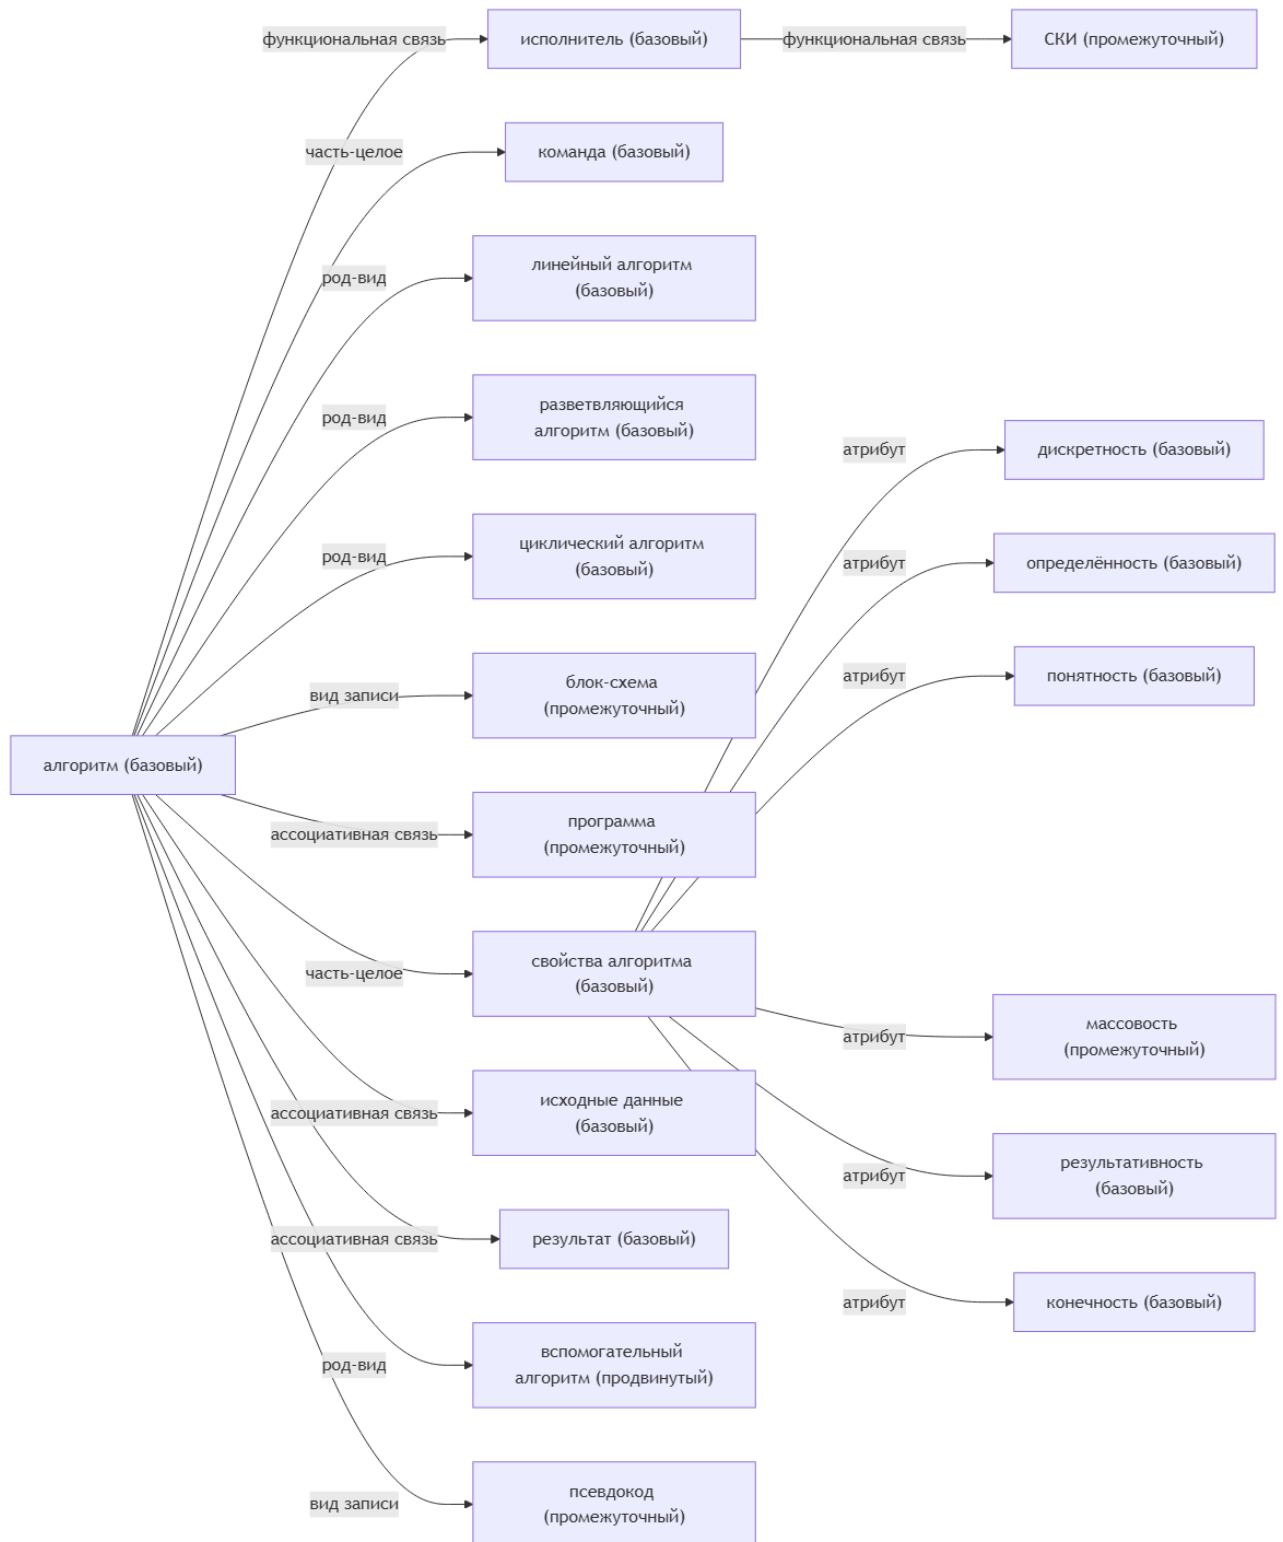 функциональная связь
исполнитель (базовый)
функциональная связь
СКИ (промежуточный)
часть-целое
команда (базовый)
род-вид
линейный алгоритм
(базовый)
род-вид
разветвляющийся
алгоритм (базовый)
атрибут
дискретность (базовый)
род-вид
циклический алгоритм
(базовый)
атрибут
определённость (базовый)
атрибут
понятность (базовый)
вид записи
блок-схема
(промежуточный)
алгоритм (базовый)
ассоциативная связь
программа
(промежуточный)
часть-целое
свойства алгоритма
(базовый)
атрибут
массовость
(промежуточный)
ассоциативная связь
исходные данные
(базовый)
атрибут
результативность
(базовый)
ассоциативная связь
результат (базовый)
атрибут
конечность (базовый)
род-вид
вспомогательный
алгоритм (продвинутый)
вид записи
псевдокод
(промежуточный)